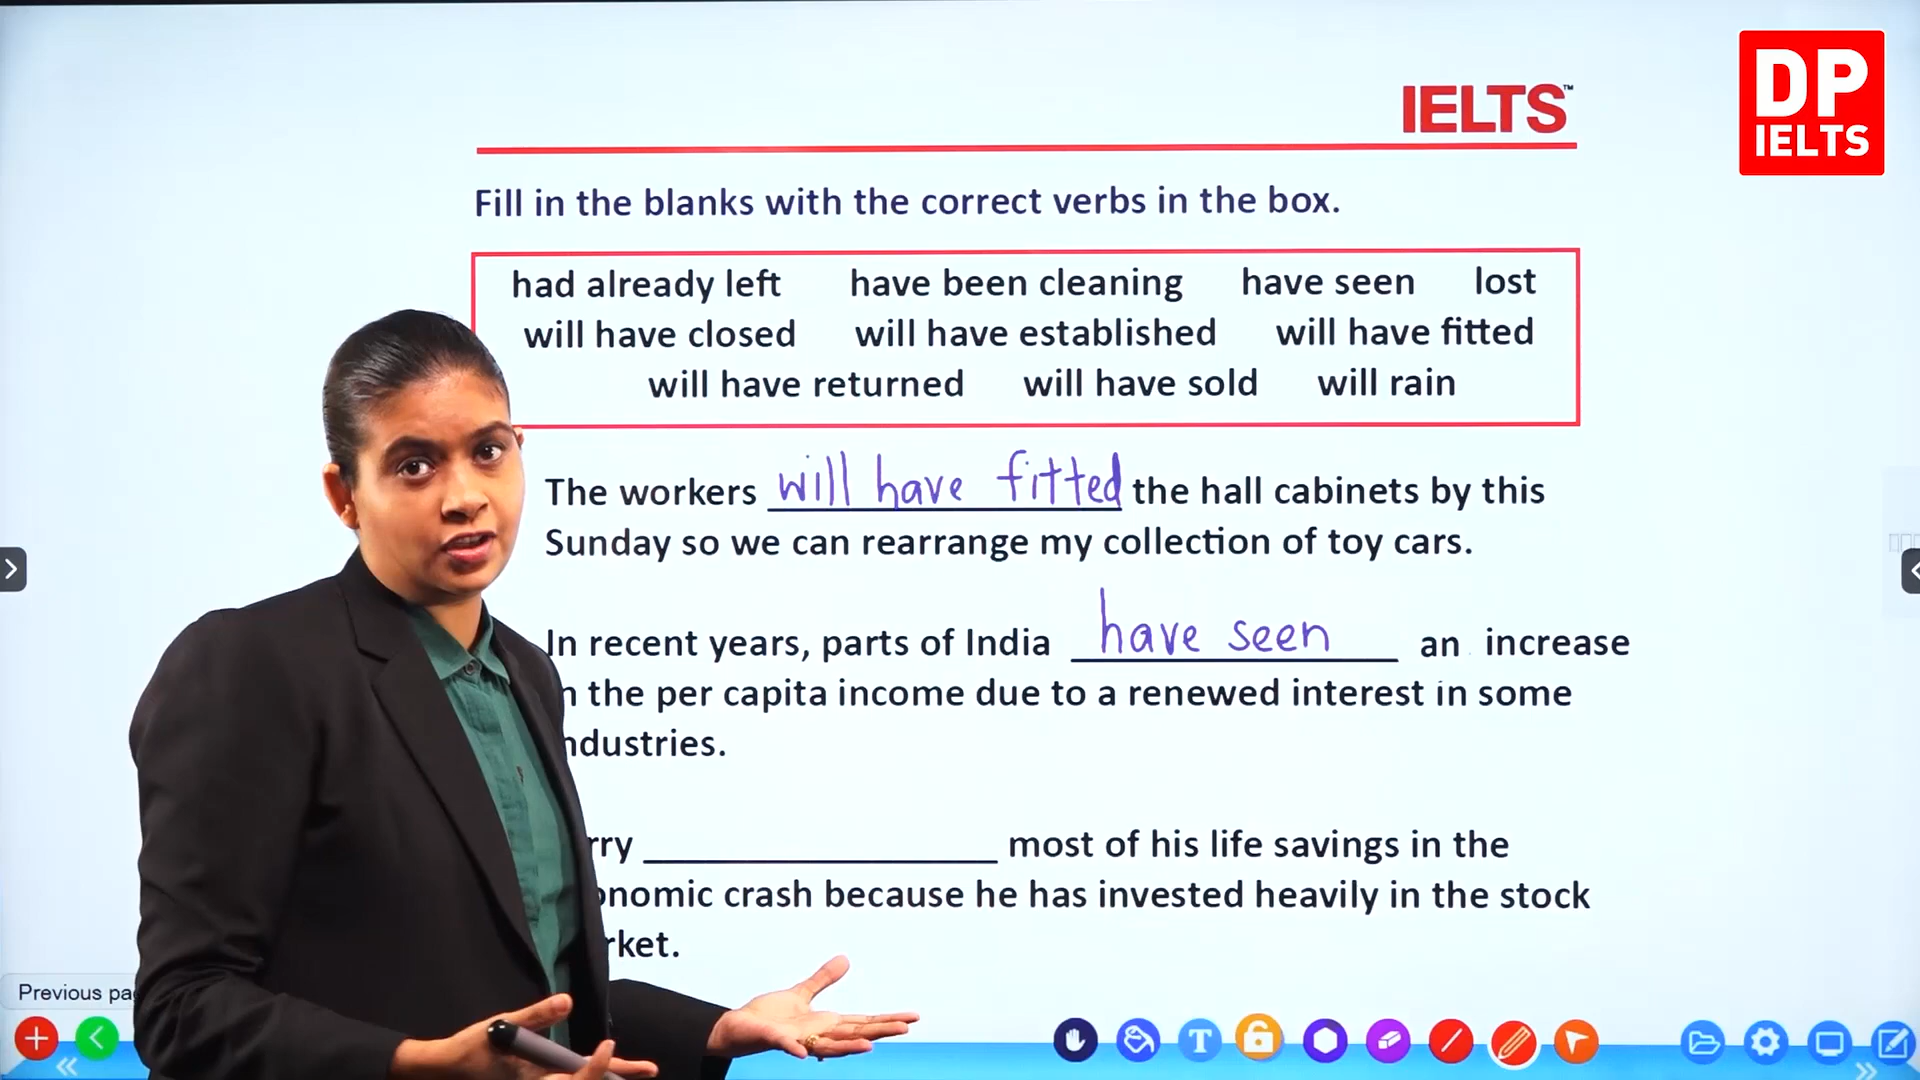 DP
IELTS
IELTS™
Fill in the blanks with the correct verbs in the box.
had already left have been cleaning have seen lost
will have closed will have established will have fitted
will have returned will have sold will rain
The workers will have fitted the hall cabinets by this
Sunday so we can rearrange my collection of toy cars.
In recent years, parts of India have seen an increase
the per capita income due to a renewed interest in some
ndustries.
rry most of his life savings in the
onomic crash because he has invested heavily in the stock
rket.
Previous pa
T